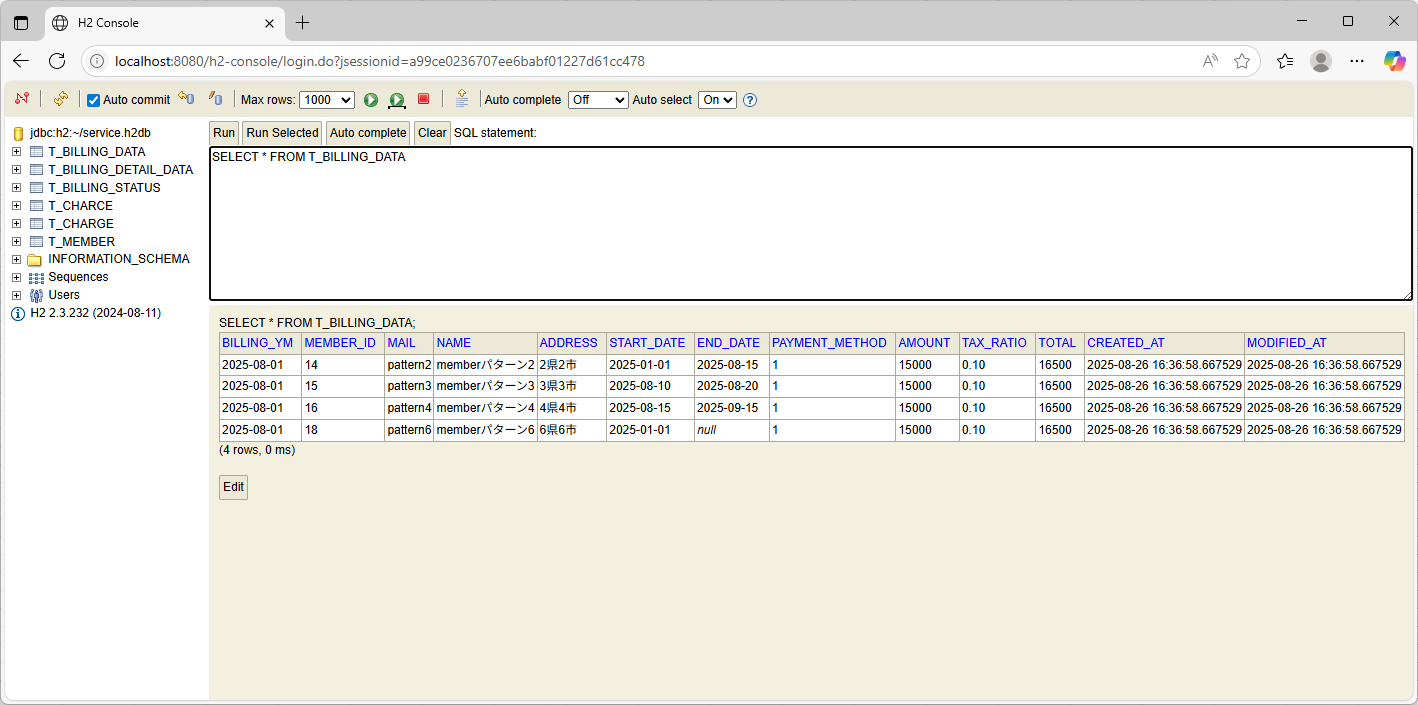 H2 Console
localhost:8080/h2-console/login.do?jsessionid=a99ce0236707ee6babf01227d61cc478
Auto commit Max rows: 1000 Auto complete Off Auto select On
jdbc:h2:~/service.h2db
T_BILLING_DATA
T_BILLING_DETAIL_DATA
T_BILLING_STATUS
T_CHARCE
T_CHARGE
T_MEMBER
INFORMATION_SCHEMA
Sequences
Users
H2 2.3.232 (2024-08-11)
Run Run Selected Auto complete Clear SQL statement:
SELECT * FROM T_BILLING_DATA
SELECT * FROM T_BILLING_DATA;
BILLING_YM MEMBER_ID MAIL NAME ADDRESS START_DATE END_DATE PAYMENT_METHOD AMOUNT TAX_RATIO TOTAL CREATED_AT MODIFIED_AT
2025-08-01 14 pattern2 memberパターン2 2県2市 2025-01-01 2025-08-15 1 15000 0.10 16500 2025-08-26 16:36:58.667529 2025-08-26 16:36:58.667529
2025-08-01 15 pattern3 memberパターン3 3県3市 2025-08-10 2025-08-20 1 15000 0.10 16500 2025-08-26 16:36:58.667529 2025-08-26 16:36:58.667529
2025-08-01 16 pattern4 memberパターン4 4県4市 2025-08-15 2025-09-15 1 15000 0.10 16500 2025-08-26 16:36:58.667529 2025-08-26 16:36:58.667529
2025-08-01 18 pattern6 memberパターン6 6県6市 2025-01-01 null 1 15000 0.10 16500 2025-08-26 16:36:58.667529 2025-08-26 16:36:58.667529
(4 rows, 0 ms)
Edit